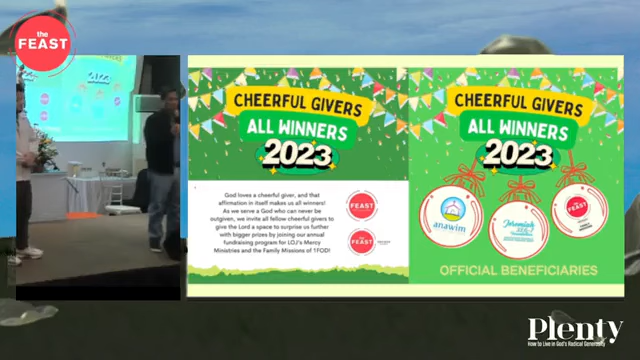 the
FEAST
CHEERFUL GIVERS
ALL WINNERS
2023
God loves a cheerful giver, and that
affirmation in itself makes us all winners!
As we serve a God who can never be
outgiven, we invite all fellow cheerful givers to
give the Lord a space to surprise us further
with bigger prizes by joining our annual
fundraising program for LOJ's Mercy
Ministries and the Family Missions of 1FOD!
FEAST
the
FEAST
CHEERFUL GIVERS
ALL WINNERS
2023
anawim
Jeremiah
the
FEAST
OFFICIAL BENEFICIARIES
Plenty
How to Live in God's Radical Generosity